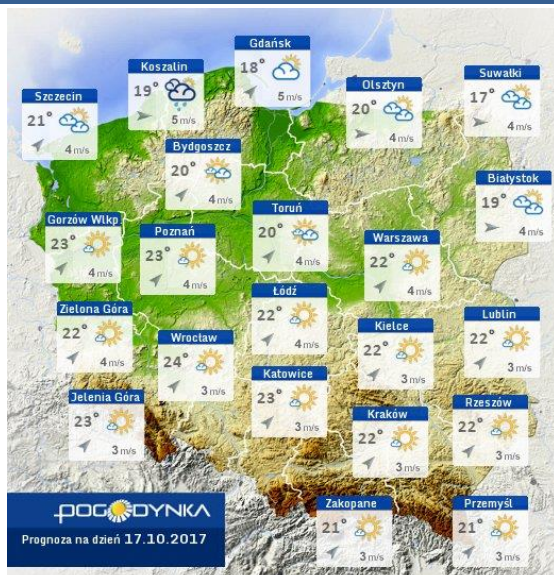 Gdańsk
18°
5 m/s
Koszalin
19°
5 m/s
Suwałki
17°
4 m/s
Olsztyn
20°
4 m/s
Szczecin
21°
4 m/s
Bydgoszcz
20°
4 m/s
Białystok
19°
4 m/s
Toruń
20°
4 m/s
Gorzów Wlkp
23°
4 m/s
Poznań
23°
4 m/s
Warszawa
22°
4 m/s
Łódź
22°
4 m/s
Zielona Góra
22°
4 m/s
Lublin
22°
3 m/s
Kielce
22°
3 m/s
Wrocław
24°
3 m/s
Katowice
23°
3 m/s
Jelenia Góra
23°
3 m/s
Rzeszów
22°
3 m/s
Kraków
22°
3 m/s
Zakopane
21°
3 m/s
Przemyśl
21°
3 m/s
POGODYNKA
Prognoza na dzień 17.10.2017